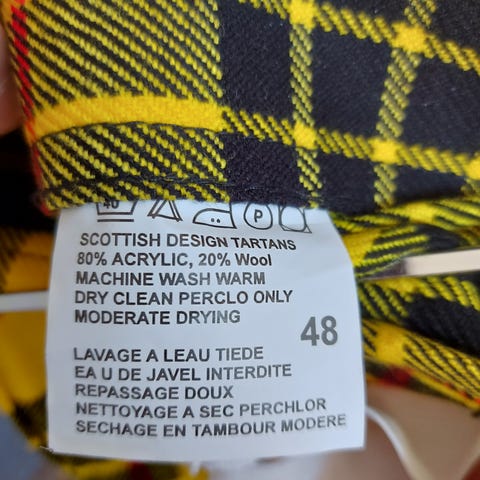 40
P
SCOTTISH DESIGN TARTANS
80% ACRYLIC, 20% Wool
MACHINE WASH WARM
DRY CLEAN PERCLO ONLY
MODERATE DRYING
48
LAVAGE A LEAU TIEDE
EA U DE JAVEL INTERDITE
REPASSAGE DOUX
NETTOYAGE A SEC PERCHLOR
SECHAGE EN TAMBOUR MODERE